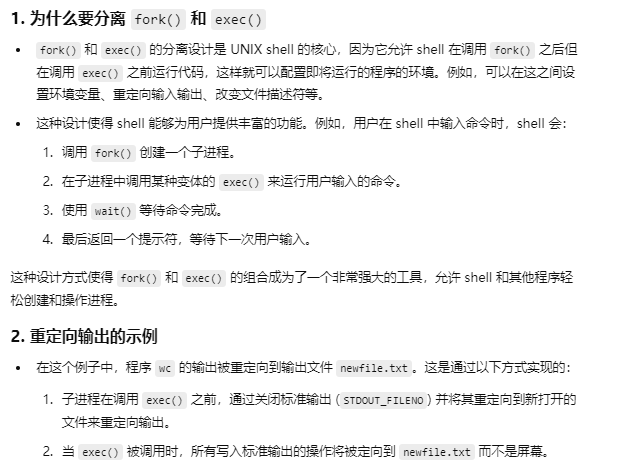 1. 为什么要分离 fork() 和 exec()
• fork() 和 exec() 的分离设计是 UNIX shell 的核心，因为它允许 shell 在调用 fork() 之后但
在调用 exec() 之前运行代码，这样就可以配置即将运行的程序的环境。例如，可以在这之间设
置环境变量、重定向输入输出、改变文件描述符等。
• 这种设计使得 shell 能够为用户提供丰富的功能。例如，用户在 shell 中输入命令时，shell 会：
1. 调用 fork() 创建一个子进程。
2. 在子进程中调用某种变体的 exec() 来运行用户输入的命令。
3. 使用 wait() 等待命令完成。
4. 最后返回一个提示符，等待下一次用户输入。
这种设计方式使得 fork() 和 exec() 的组合成为了一个非常强大的工具，允许 shell 和其他程序轻
松创建和操作进程。
2. 重定向输出的示例
• 在这个例子中，程序 wc 的输出被重定向到输出文件 newfile.txt。这是通过以下方式实现的：
1. 子进程在调用 exec() 之前，通过关闭标准输出 (STDOUT_FILENO) 并将其重定向到新打开的
文件来重定向输出。
2. 当 exec() 被调用时，所有写入标准输出的操作将被定向到 newfile.txt 而不是屏幕。